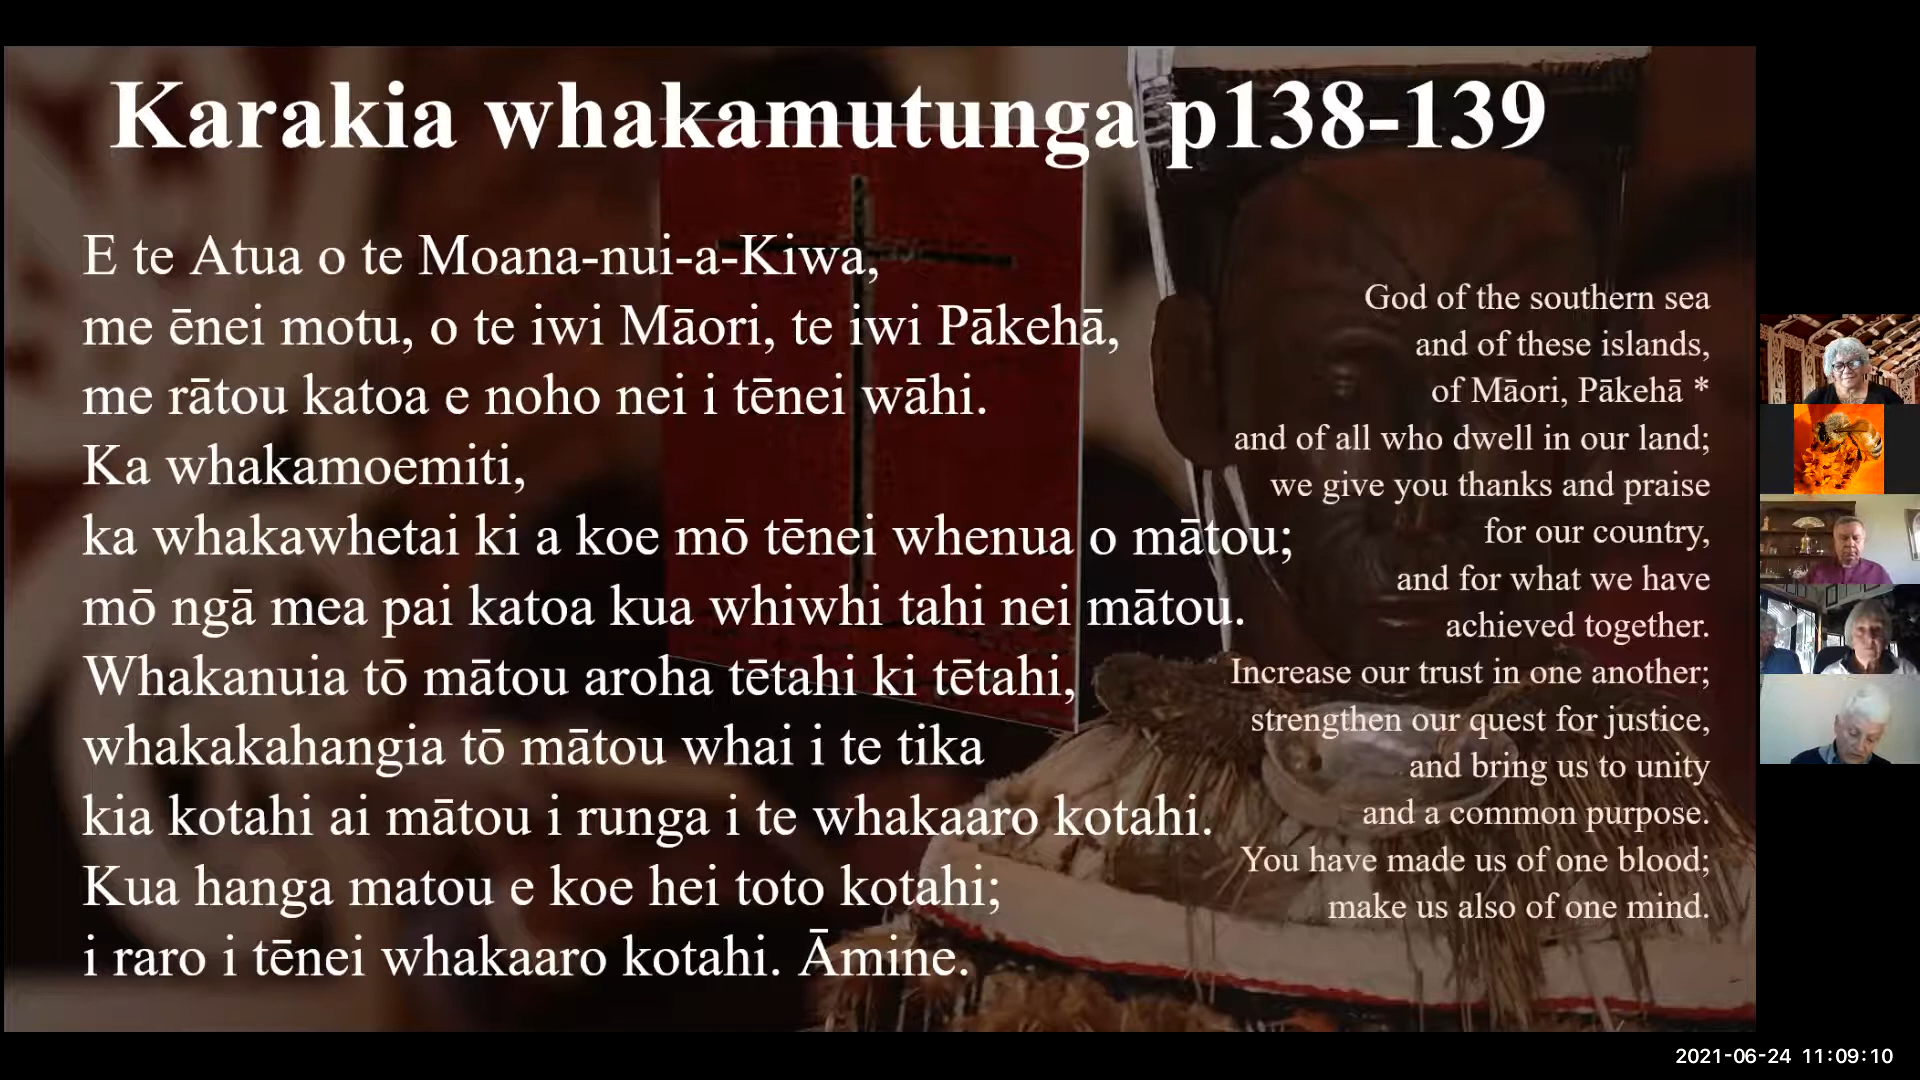 Karakia whakamutunga p138-139
E te Atua o te Moana-nui-a-Kiwa,
me ēnei motu, o te iwi Māori, te iwi Pākehā,
me rātou katoa e noho nei i tēnei wāhi.
Ka whakamoemiti,
ka whakawhetai ki a koe mō tēnei whenua o mātou;
mō ngā mea pai katoa kua whiwhi tahi nei mātou.
Whakanuia tō mātou aroha tētahi ki tētahi,
whakakahangia tō mātou whai i te tika
kia kotahi ai mātou i runga i te whakaaro kotahi.
Kua hanga matou e koe hei toto kotahi;
i raro i tēnei whakaaro kotahi. Āmine.
God of the southern sea
and of these islands,
of Māori, Pākehā *
and of all who dwell in our land;
we give you thanks and praise
for our country,
and for what we have
achieved together.
Increase our trust in one another;
strengthen our quest for justice,
and bring us to unity
and a common purpose.
You have made us of one blood;
make us also of one mind.
2021-06-24 11:09:10